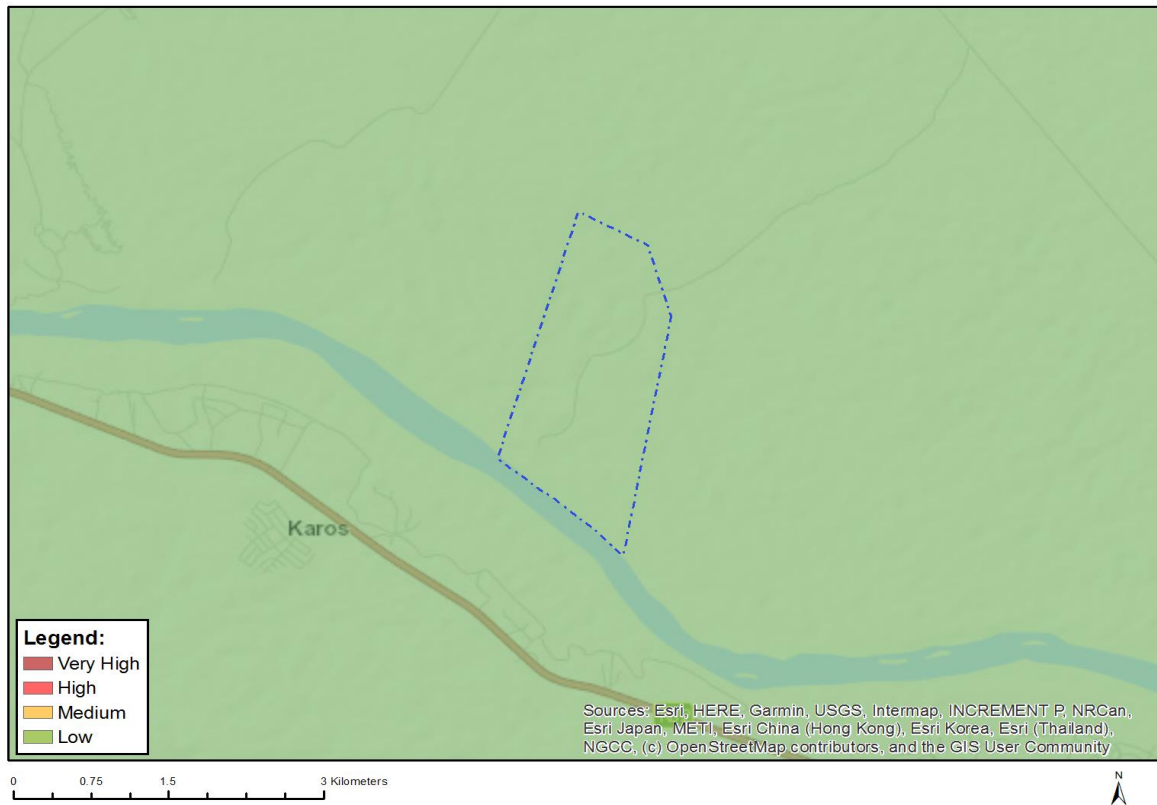 Karos
Legend:
Very High
High
Medium
Low
Sources: Esri, HERE, Garmin, USGS, Intermap, INCREMENT P, NRCan,
Esri Japan, METI, Esri China (Hong Kong), Esri Korea, Esri (Thailand),
NGCC, (c) OpenStreetMap contributors, and the GIS User Community
0 0.75 1.5 3 Kilometers
N